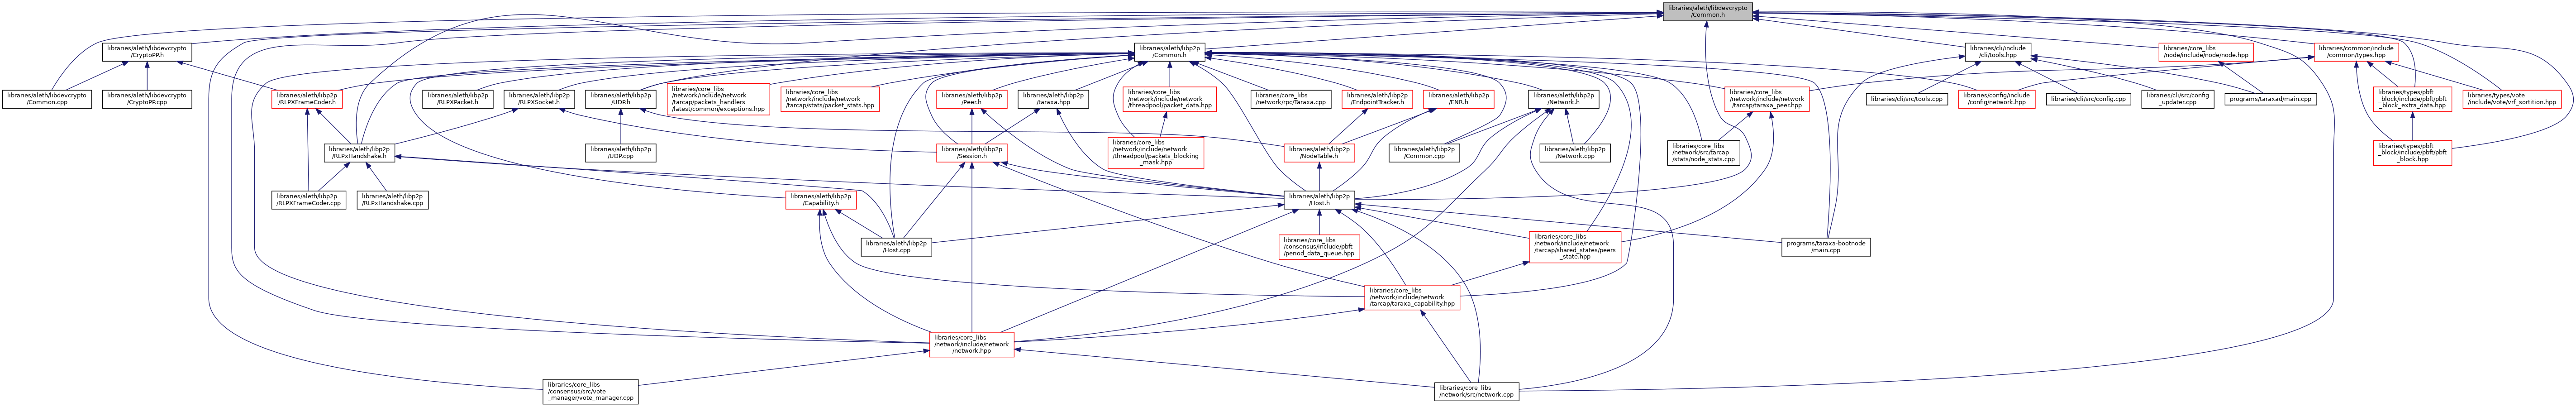 libraries/aleth/libdevcrypto
/Common.h
libraries/aleth/libdevcrypto
/CryptoPP.h
libraries/aleth/libp2p
/Common.h
libraries/cli/include
/cli/tools.hpp
libraries/core_libs
/node/include/node/node.hpp
libraries/common/include
/common/types.hpp
libraries/aleth/libdevcrypto
/Common.cpp
libraries/aleth/libdevcrypto
/CryptoPP.cpp
libraries/aleth/libp2p
/RLPXFrameCoder.h
libraries/aleth/libp2p
/RLPXPacket.h
libraries/aleth/libp2p
/RLPXSocket.h
libraries/aleth/libp2p
/UDP.h
libraries/core_libs
/network/include/network
/tarcap/packets_handlers
/latest/common/exceptions.hpp
libraries/core_libs
/network/include/network
/tarcap/stats/packet_stats.hpp
libraries/aleth/libp2p
/Peer.h
libraries/aleth/libp2p
/taraxa.hpp
libraries/core_libs
/network/include/network
/threadpool/packet_data.hpp
libraries/core_libs
/network/rpc/Taraxa.cpp
libraries/aleth/libp2p
/EndpointTracker.h
libraries/aleth/libp2p
/ENR.h
libraries/aleth/libp2p
/Network.h
libraries/core_libs
/network/include/network
/tarcap/taraxa_peer.hpp
libraries/cli/src/tools.cpp
libraries/config/include
/config/network.hpp
libraries/cli/src/config.cpp
libraries/cli/src/config
_updater.cpp
programs/taraxad/main.cpp
libraries/types/pbft
_block/include/pbft/pbft
_block_extra_data.hpp
libraries/types/vote
/include/vote/vrf_sortition.hpp
libraries/aleth/libp2p
/RLPxHandshake.h
libraries/aleth/libp2p
/UDP.cpp
libraries/aleth/libp2p
/Session.h
libraries/core_libs
/network/include/network
/threadpool/packets_blocking
_mask.hpp
libraries/aleth/libp2p
/NodeTable.h
libraries/aleth/libp2p
/Common.cpp
libraries/aleth/libp2p
/Network.cpp
libraries/core_libs
/network/src/tarcap
/stats/node_stats.cpp
libraries/types/pbft
_block/include/pbft/pbft
_block.hpp
libraries/aleth/libp2p
/RLPXFrameCoder.cpp
libraries/aleth/libp2p
/RLPxHandshake.cpp
libraries/aleth/libp2p
/Capability.h
libraries/aleth/libp2p
/Host.h
libraries/aleth/libp2p
/Host.cpp
libraries/core_libs
/consensus/include/pbft
/period_data_queue.hpp
libraries/core_libs
/network/include/network
/tarcap/shared_states/peers
_state.hpp
programs/taraxa-bootnode
/main.cpp
libraries/core_libs
/network/include/network
/tarcap/taraxa_capability.hpp
libraries/core_libs
/network/include/network
/network.hpp
libraries/core_libs
/consensus/src/vote
_manager/vote_manager.cpp
libraries/core_libs
/network/src/network.cpp